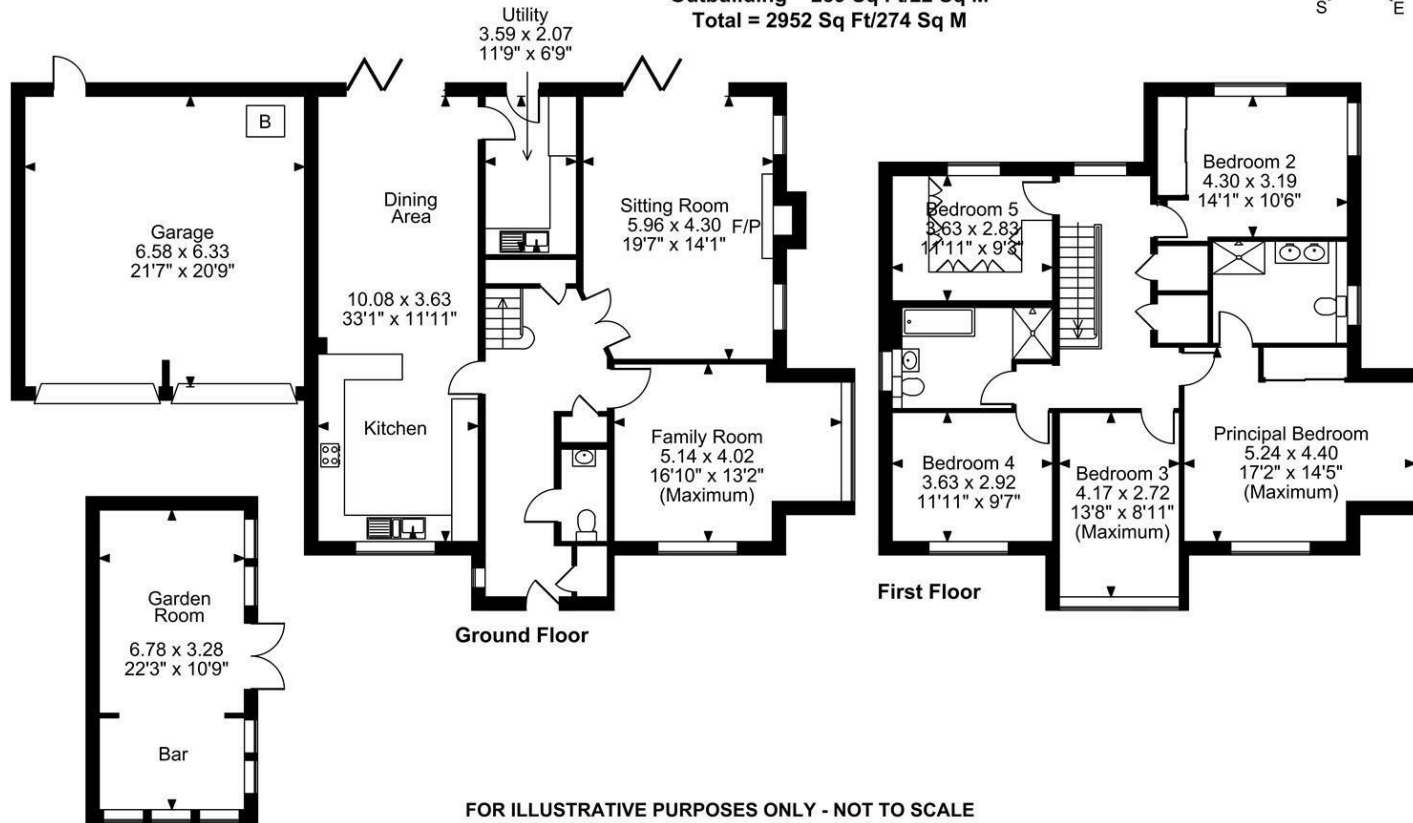 Total = 2952 Sq Ft/274 Sq M
S
E
Utility
3.59 x 2.07
11'9" x 6'9"
B
Garage
6.58 x 6.33
21'7" x 20'9"
Dining
Area
10.08 x 3.63
33'1" x 11'11"
Kitchen
Sitting Room
5.96 x 4.30
19'7" x 14'1"
F/P
Family Room
5.14 x 4.02
16'10" x 13'2"
(Maximum)
Garden
Room
6.78 x 3.28
22'3" x 10'9"
Bar
Ground Floor
Bedroom 2
4.30 x 3.19
14'1" x 10'6"
Bedroom 5
3.63 x 2.83
11'11" x 9'3"
Bedroom 4
3.63 x 2.92
11'11" x 9'7"
Bedroom 3
4.17 x 2.72
13'8" x 8'11"
(Maximum)
Principal Bedroom
5.24 x 4.40
17'2" x 14'5"
(Maximum)
First Floor
FOR ILLUSTRATIVE PURPOSES ONLY - NOT TO SCALE